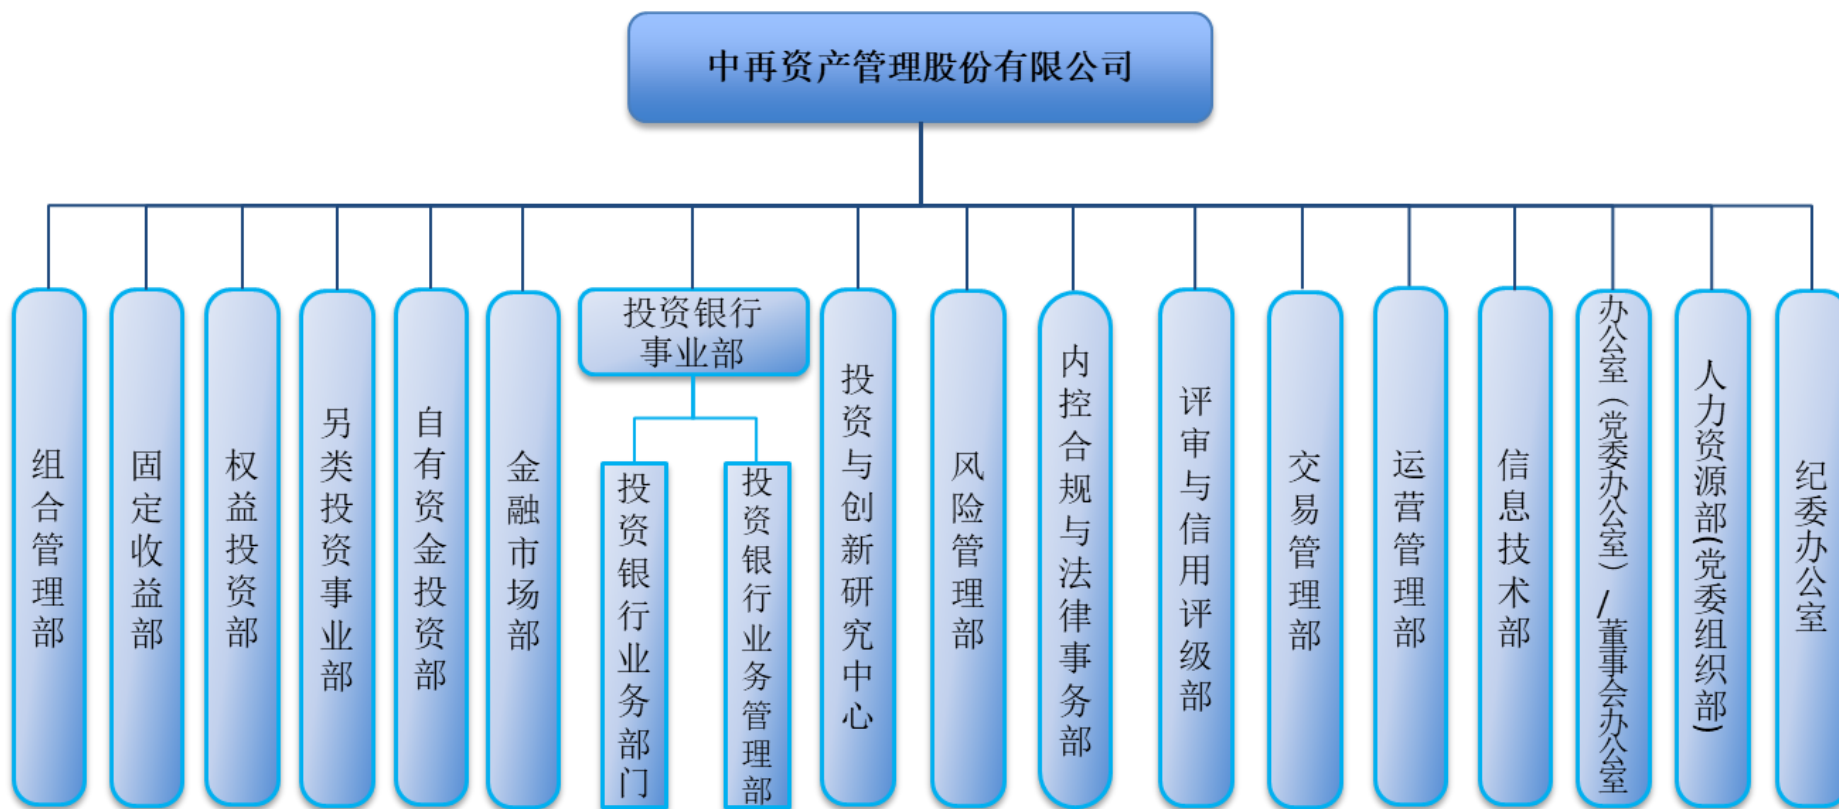 中再资产管理股份有限公司
组合管理部
固定收益部
权益投资部
另类投资事业部
自有资金投资部
金融市场部
投资银行
事业部
投资银行业务部门
投资银行业务管理部
投资与创新研究中心
风险管理部
内控合规与法律事务部
评审与信用评级部
交易管理部
运营管理部
信息技术部
办公室（党委办公室）/董事会办公室
人力资源部(党委组织部)
纪委办公室